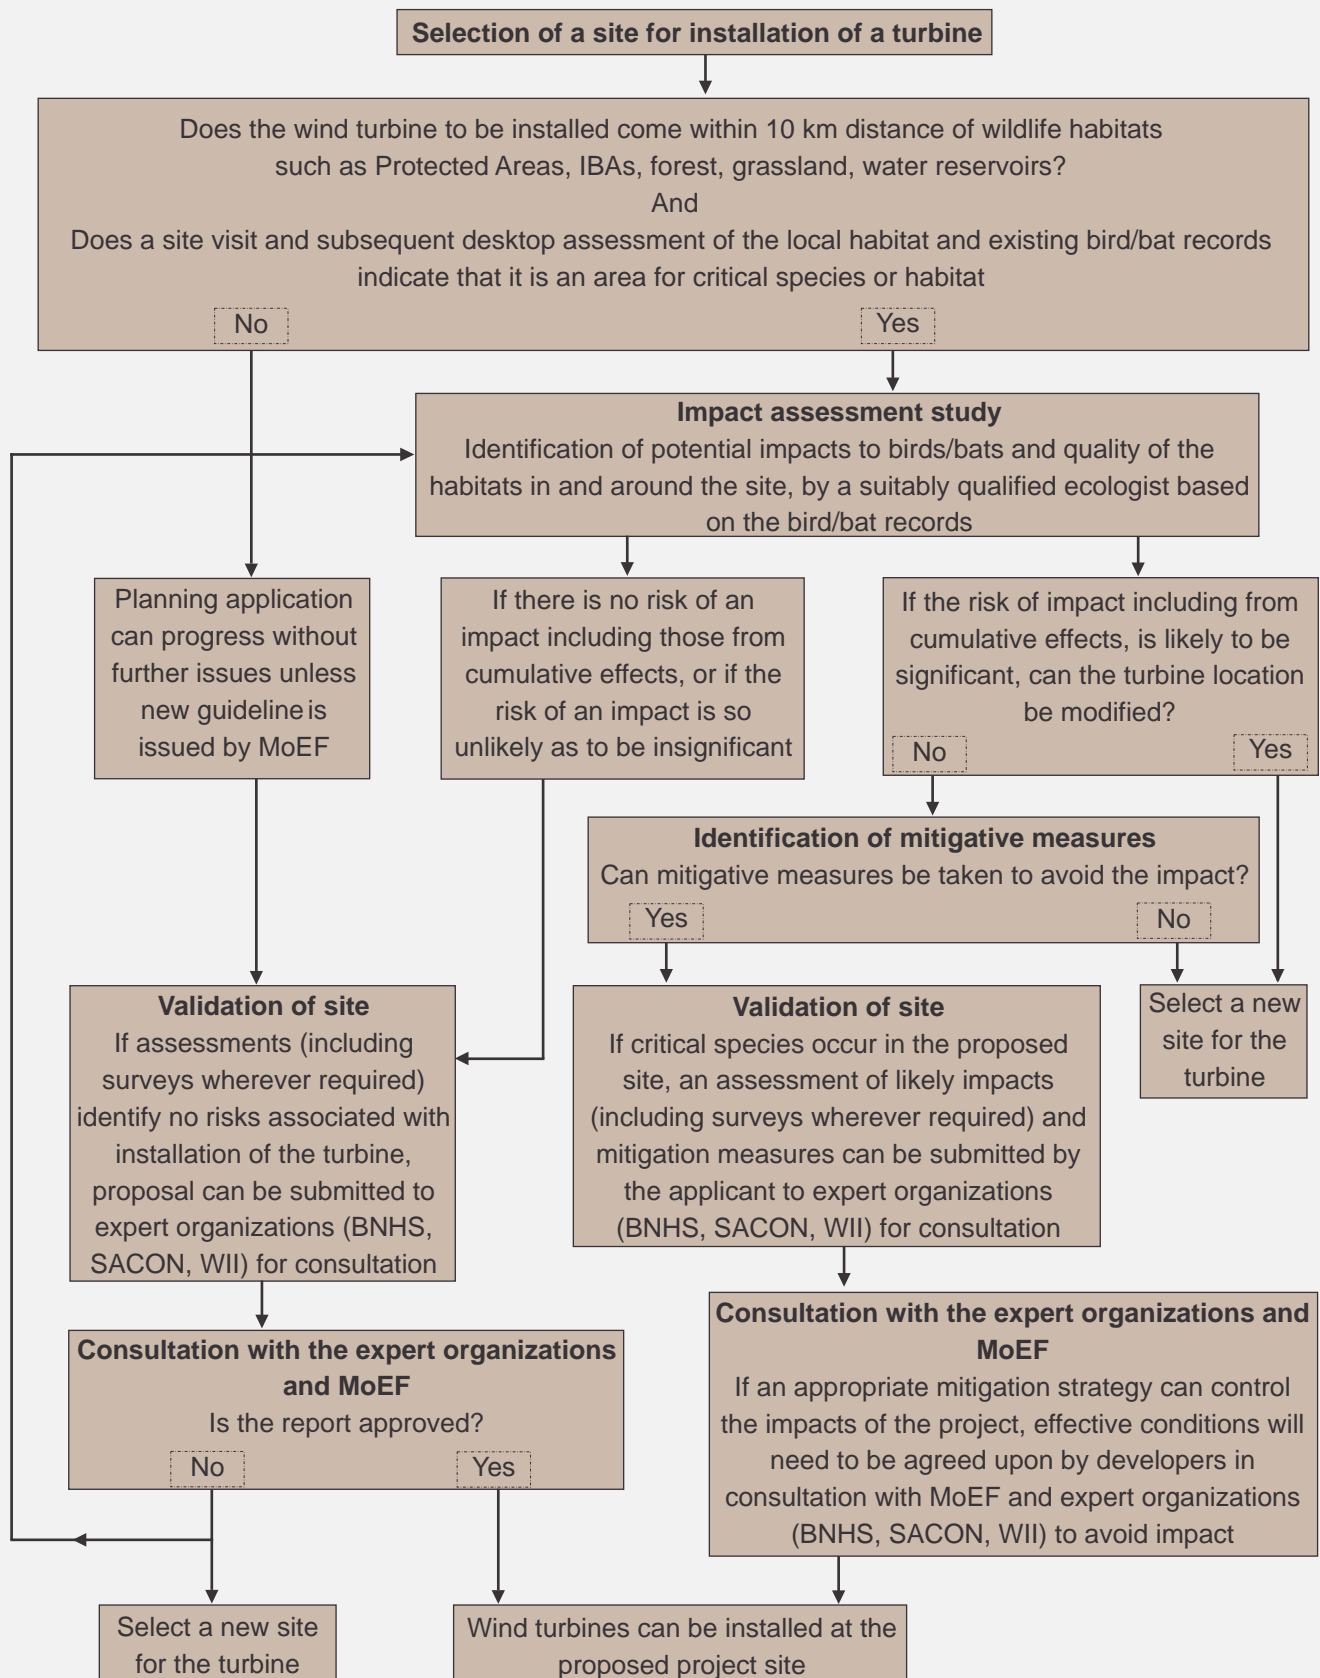 Selection of a site for installation of a turbine
Does the wind turbine to be installed come within 10 km distance of wildlife habitats
such as Protected Areas, IBAs, forest, grassland, water reservoirs?
And
Does a site visit and subsequent desktop assessment of the local habitat and existing bird/bat records
indicate that it is an area for critical species or habitat
No
Yes
Impact assessment study
Identification of potential impacts to birds/bats and quality of the
habitats in and around the site, by a suitably qualified ecologist based
on the bird/bat records
Planning application
can progress without
further issues unless
new guideline is
issued by MoEF
If there is no risk of an
impact including those from
cumulative effects, or if the
risk of an impact is so
unlikely as to be insignificant
If the risk of impact including from
cumulative effects, is likely to be
significant, can the turbine location
be modified?
No
Yes
Identification of mitigative measures
Can mitigative measures be taken to avoid the impact?
Yes
No
Validation of site
If assessments (including
surveys wherever required)
identify no risks associated with
installation of the turbine,
proposal can be submitted to
expert organizations (BNHS,
SACON, WII) for consultation
Validation of site
If critical species occur in the proposed
site, an assessment of likely impacts
(including surveys wherever required) and
mitigation measures can be submitted by
the applicant to expert organizations
(BNHS, SACON, WII) for consultation
Select a new
site for the
turbine
Consultation with the expert organizations
and MoEF
Is the report approved?
No
Yes
Consultation with the expert organizations and
MoEF
If an appropriate mitigation strategy can control
the impacts of the project, effective conditions will
need to be agreed upon by developers in
consultation with MoEF and expert organizations
(BNHS, SACON, WII) to avoid impact
Select a new site
for the turbine
Wind turbines can be installed at the
proposed project site